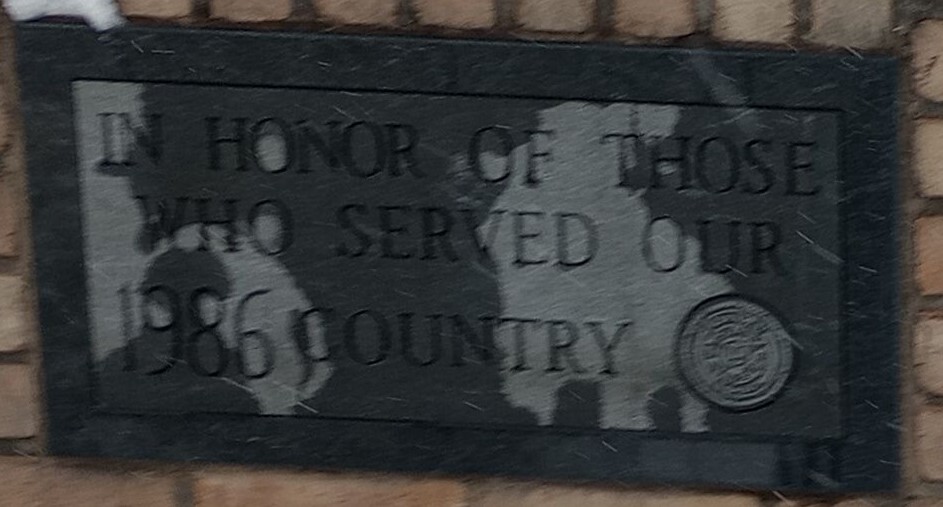 IN HONOR OF THOSE
WHO SERVED OUR
1986 COUNTRY